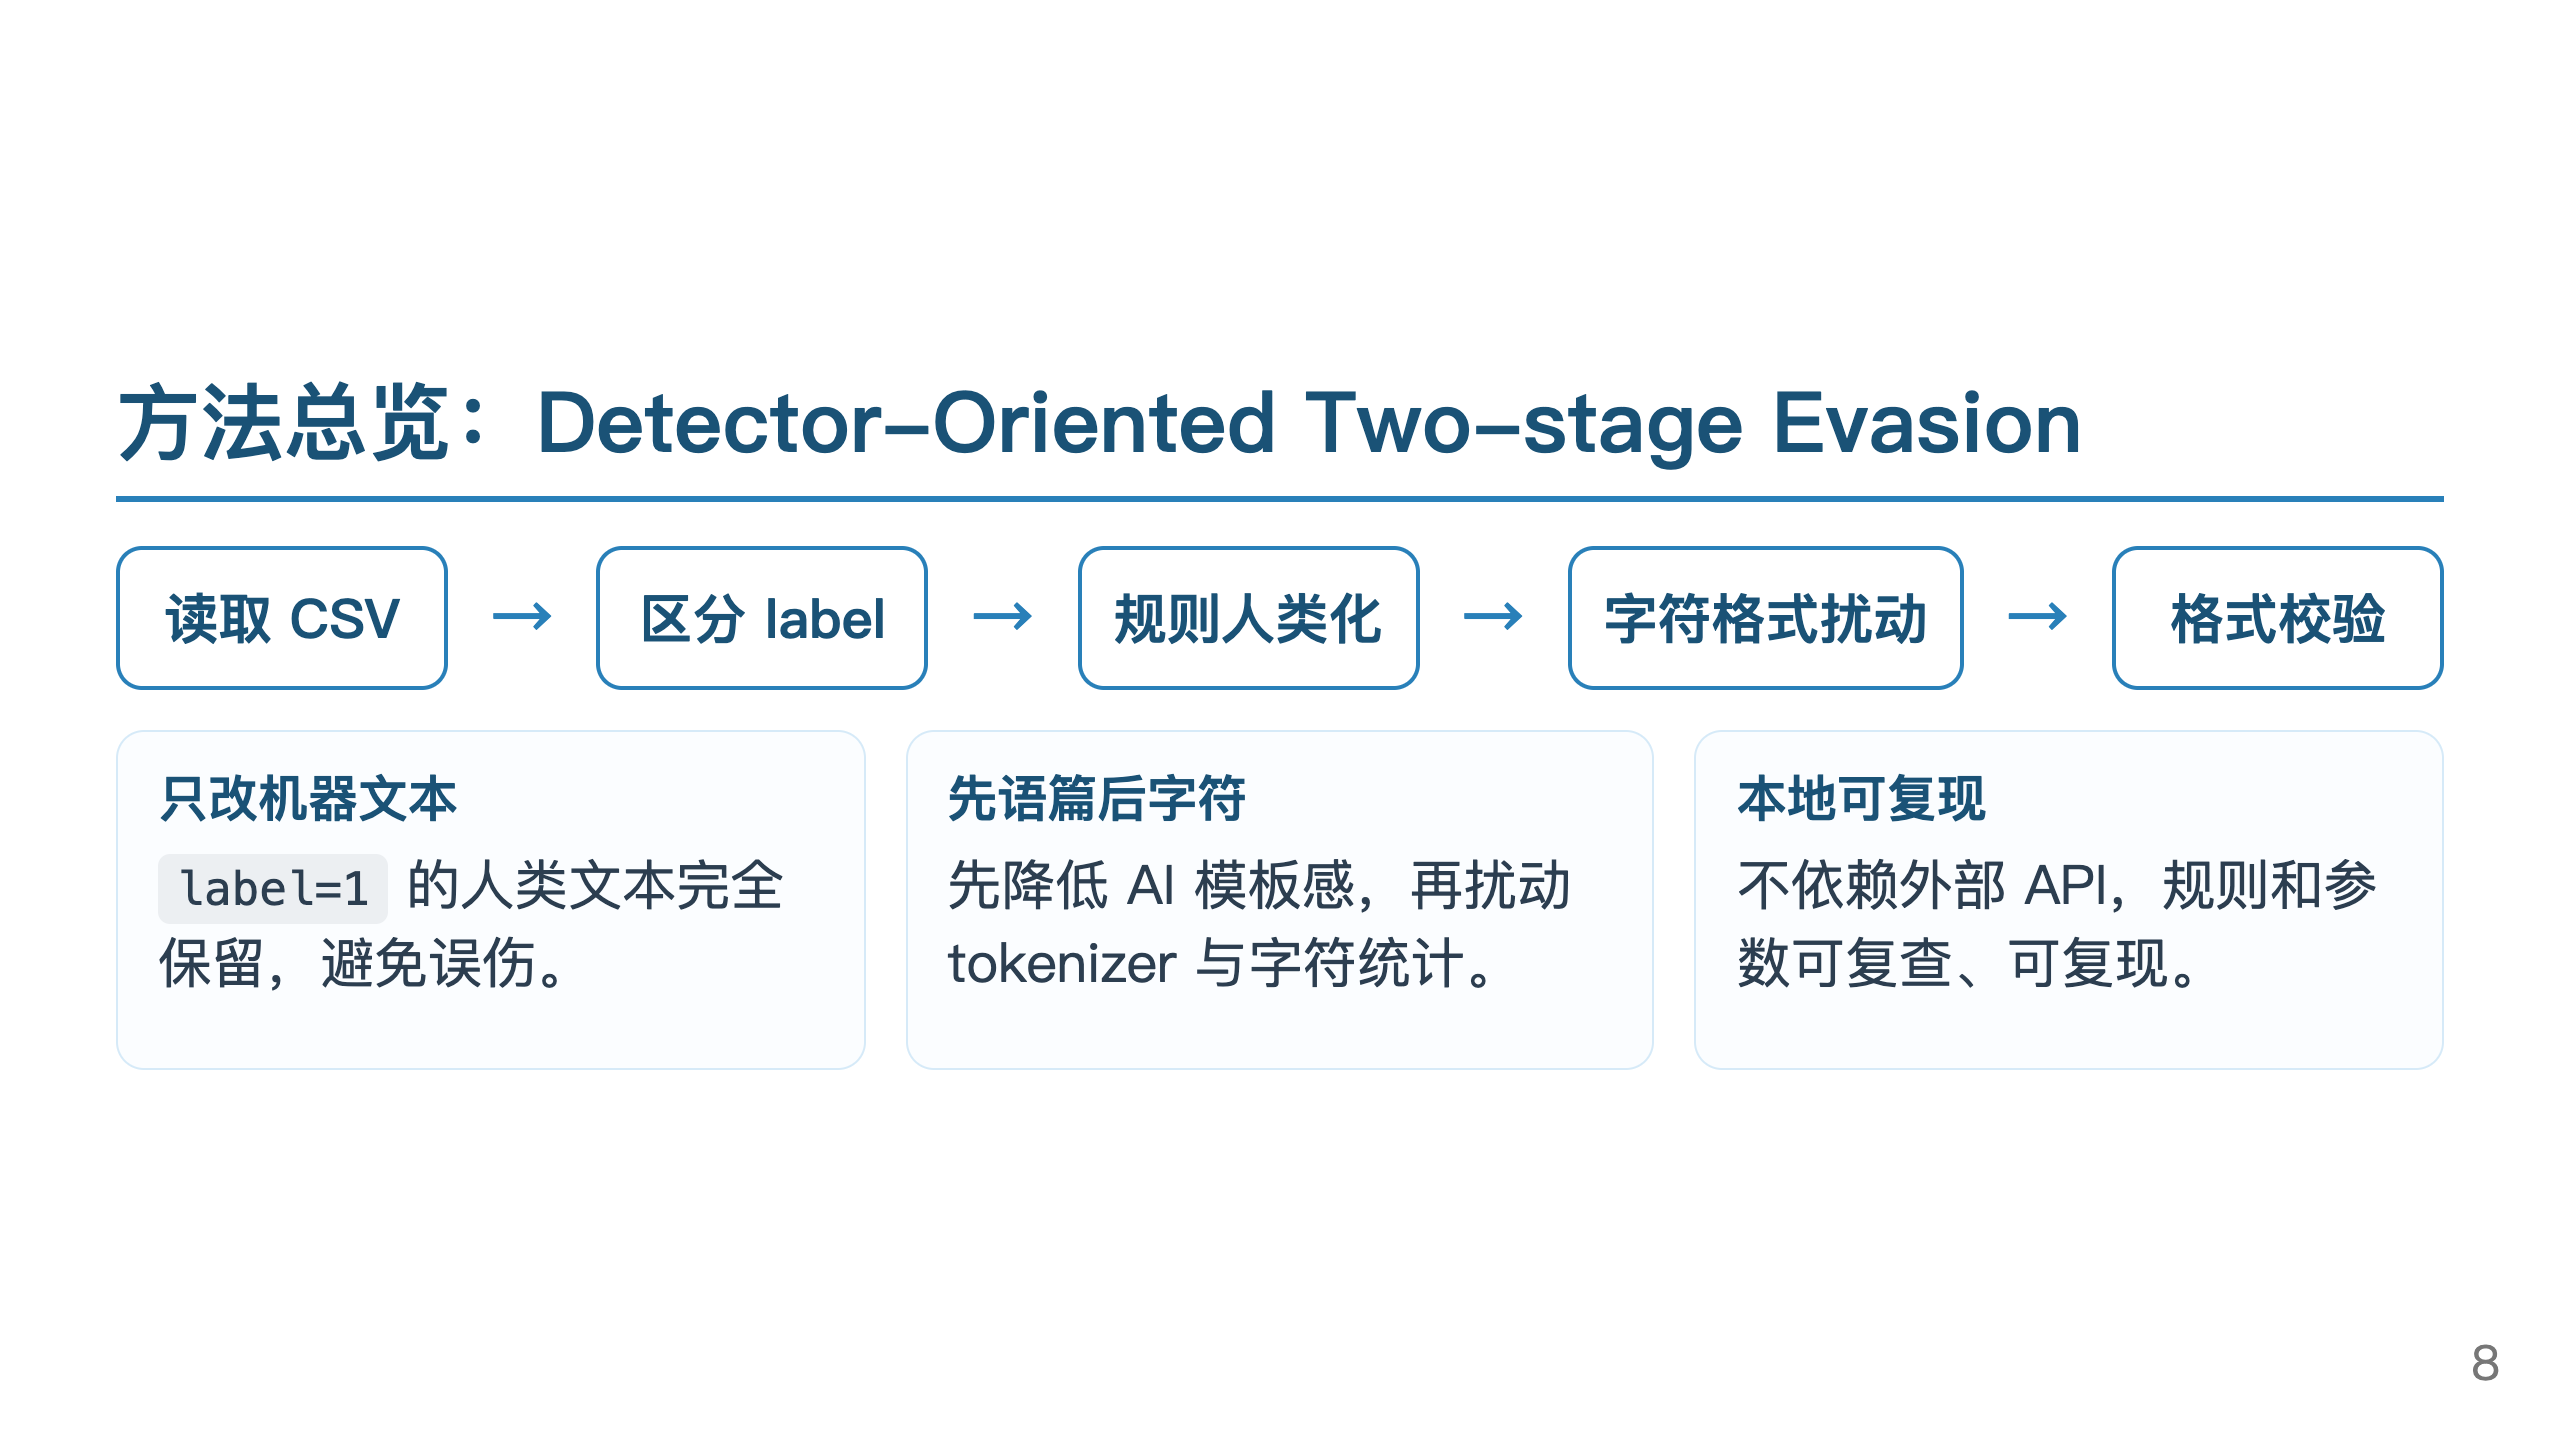 方法总览：Detector-Oriented Two-stage Evasion
读取 CSV → 区分 label → 规则人类化 → 字符格式扰动 → 格式校验
只改机器文本
label=1 的人类文本完全
保留，避免误伤。
先语篇后字符
先降低 AI 模板感，再扰动
tokenizer 与字符统计。
本地可复现
不依赖外部 API，规则和参
数可复查、可复现。
8